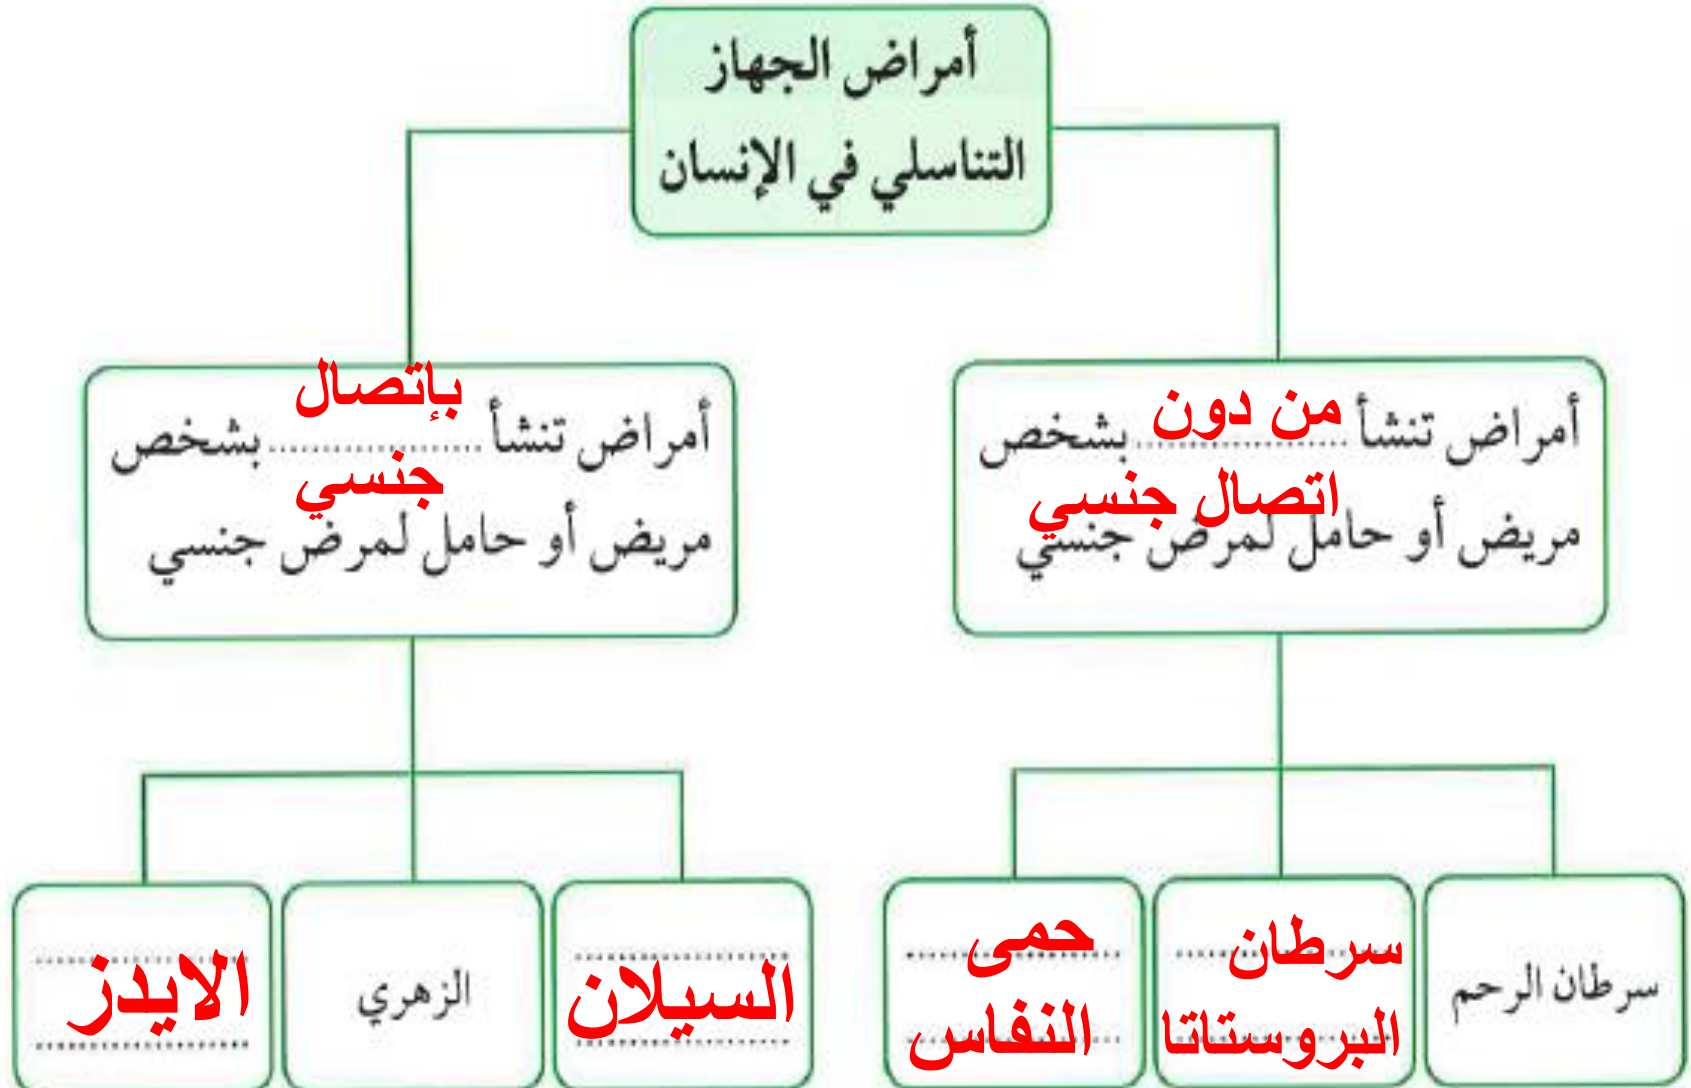 أمراض الجهاز
التناسلي في الإنسان
أمراض تنشأ من دون بشخص
اتصال جنسي
مريض أو حامل لمرض جنسي
بإتصال
أمراض تنشأ .................. بشخص
جنسي
مريض أو حامل لمرض جنسي
سرطان الرحم
سرطان
البروستاتا
حمى
النفاس
السيلان
الزهري
الايدز